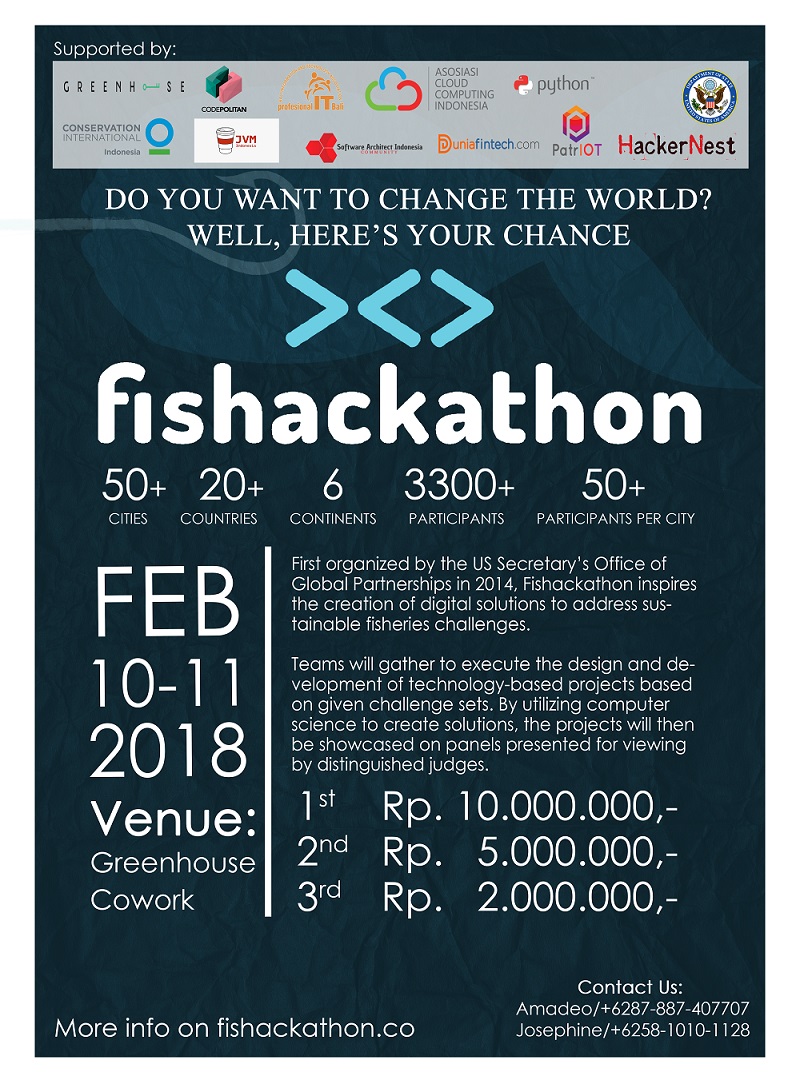 Supported by:
GREENHOUSE
CODEPOLITAN
profesional IT Bali
ASOSIASI
CLOUD
COMPUTING
INDONESIA
python™
CONSERVATION
INTERNATIONAL
Indonesia
JVM
Indonesia
Software Architect Indonesia
COMMUNITY
Duniafintech.com
PatrIOT
HackerNest
DO YOU WANT TO CHANGE THE WORLD?
WELL, HERE'S YOUR CHANCE
fishackathon
50+ 20+ 6 3300+ 50+
CITIES COUNTRIES CONTINENTS PARTICIPANTS PARTICIPANTS PER CITY
FEB
10-11
2018
Venue:
Greenhouse
Cowork
First organized by the US Secretary's Office of
Global Partnerships in 2014, Fishackathon inspires
the creation of digital solutions to address sus-
tainable fisheries challenges.
Teams will gather to execute the design and de-
velopment of technology-based projects based
on given challenge sets. By utilizing computer
science to create solutions, the projects will then
be showcased on panels presented for viewing
by distinguished judges.
1st Rp. 10.000.000,-
2nd Rp. 5.000.000,-
3rd Rp. 2.000.000,-
Contact Us:
Amadeo/+6287-887-407707
Josephine/+6258-1010-1128
More info on fishackathon.co